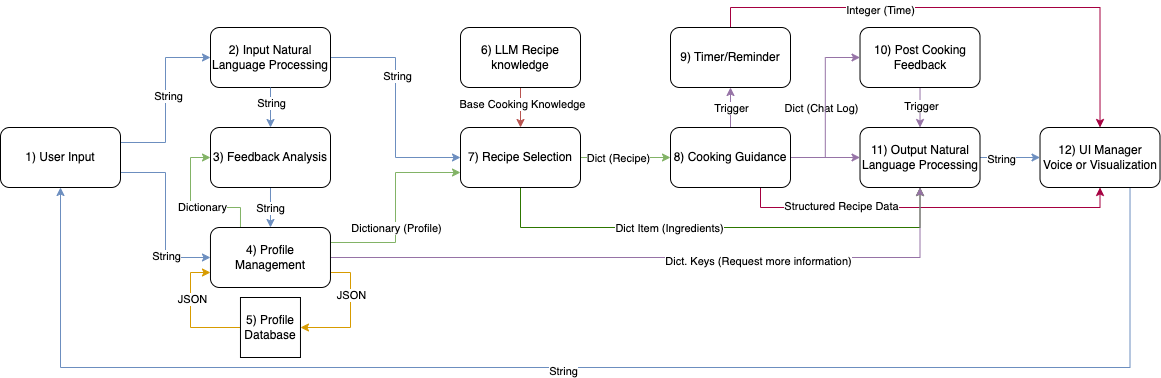 Integer (Time)
2) Input Natural
Language Processing
6) LLM Recipe
knowledge
9) Timer/Reminder
10) Post Cooking
Feedback
String
String
String
Base Cooking Knowledge
Trigger
Dict (Chat Log)
Trigger
1) User Input
3) Feedback Analysis
7) Recipe Selection
Dict (Recipe)
8) Cooking Guidance
11) Output Natural
Language Processing
String
12) UI Manager
Voice or Visualization
Dictionary
String
Structured Recipe Data
Dictionary (Profile)
Dict Item (Ingredients)
String
4) Profile
Management
Dict. Keys (Request more information)
JSON
JSON
5) Profile
Database
String